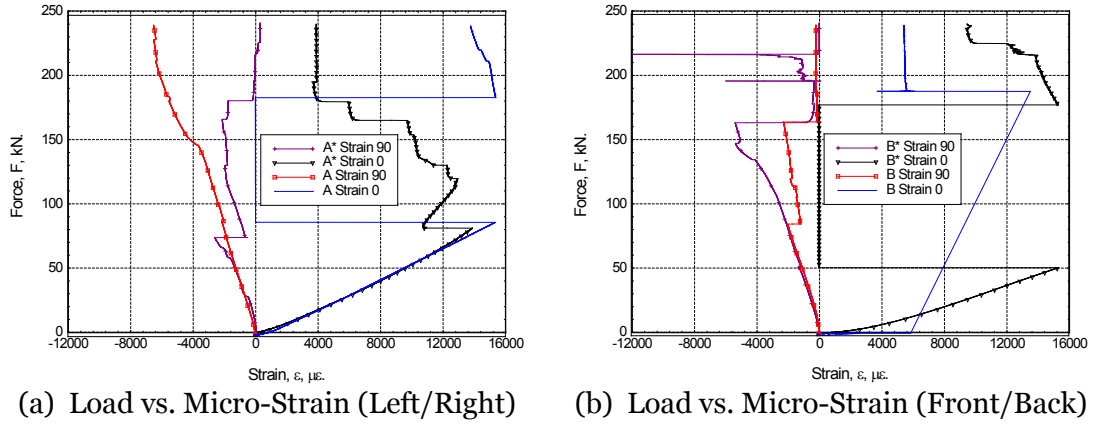 250
200
150
100
50
0
Force, F, kN.
-12000 -8000 -4000 0 4000 8000 12000 16000
Strain, ε, με.
A* Strain 90
A* Strain 0
A Strain 90
A Strain 0
(a) Load vs. Micro-Strain (Left/Right)
250
200
150
100
50
0
Force, F, kN.
-12000 -8000 -4000 0 4000 8000 12000 16000
Strain, ε, με.
B* Strain 90
B* Strain 0
B Strain 90
B Strain 0
(b) Load vs. Micro-Strain (Front/Back)